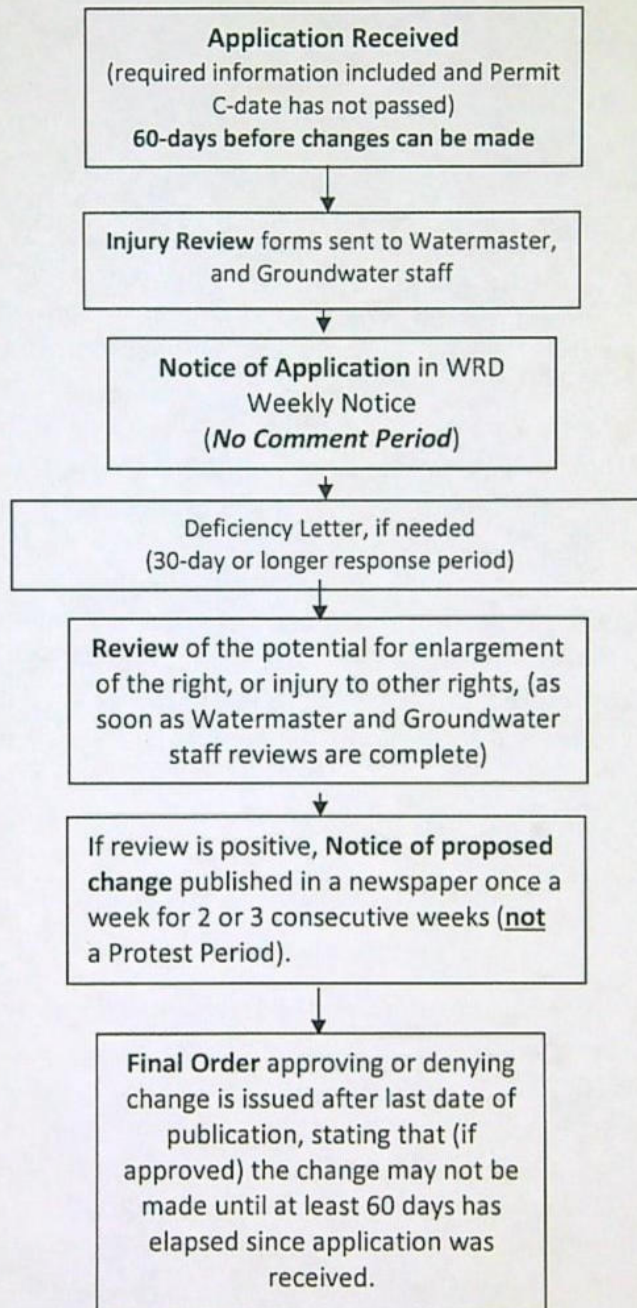 Application Received
(required information included and Permit
C-date has not passed)
60-days before changes can be made
Injury Review forms sent to Watermaster,
and Groundwater staff
Notice of Application in WRD
Weekly Notice
(No Comment Period)
Deficiency Letter, if needed
(30-day or longer response period)
Review of the potential for enlargement
of the right, or injury to other rights, (as
soon as Watermaster and Groundwater
staff reviews are complete)
If review is positive, Notice of proposed
change published in a newspaper once a
week for 2 or 3 consecutive weeks (not
a Protest Period).
Final Order approving or denying
change is issued after last date of
publication, stating that (if
approved) the change may not be
made until at least 60 days has
elapsed since application was
received.